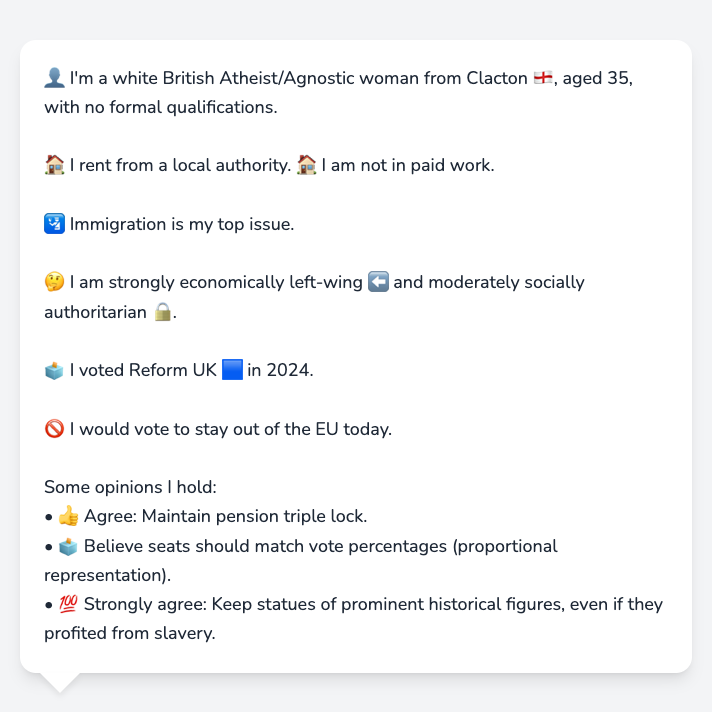 👤 I'm a white British Atheist/Agnostic woman from Clacton 🏴󠁧󠁢󠁥󠁮󠁧󠁿, aged 35,
with no formal qualifications.
🏠 I rent from a local authority. 🏠 I am not in paid work.
🛂 Immigration is my top issue.
🤔 I am strongly economically left-wing ⬅️ and moderately socially
authoritarian 🔒.
🗳️ I voted Reform UK 🟦 in 2024.
🚫 I would vote to stay out of the EU today.
Some opinions I hold:
• 👍 Agree: Maintain pension triple lock.
• 🗳️ Believe seats should match vote percentages (proportional
representation).
• 💯 Strongly agree: Keep statues of prominent historical figures, even if they
profited from slavery.